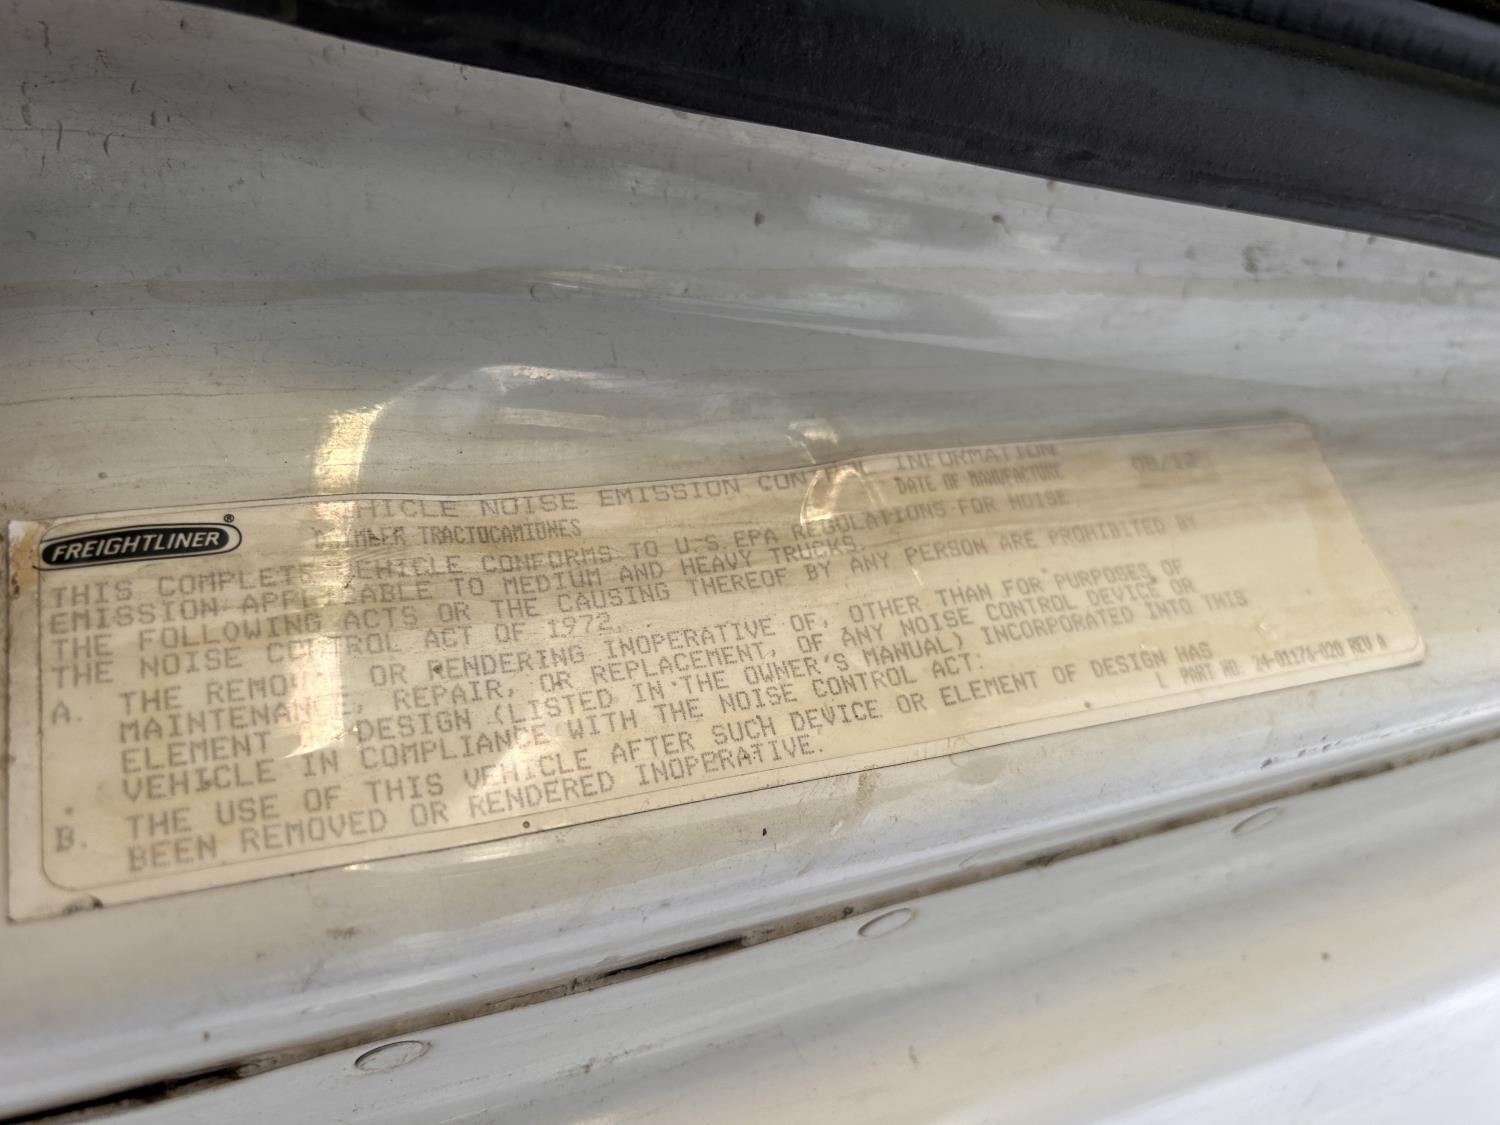 FREIGHTLINER®
VEHICLE NOISE EMISSION CONTROL INFORMATION
DAIMLER TRACTOCAMIONES DATE OF MANUFACTURE
THIS COMPLETE VEHICLE CONFORMS TO U.S.EPA REGULATIONS FOR NOISE
EMISSION APPLICABLE TO MEDIUM AND HEAVY TRUCKS.
THE FOLLOWING ACTS OR THE CAUSING THEREOF BY ANY PERSON ARE PROHIBITED BY
THE NOISE CONTROL ACT OF 1972.
A. THE REMOVAL OR RENDERING INOPERATIVE OF, OTHER THAN FOR PURPOSES OF
MAINTENANCE, REPAIR, OR REPLACEMENT, OF ANY NOISE CONTROL DEVICE OR
ELEMENT OF DESIGN (LISTED IN THE OWNER'S MANUAL) INCORPORATED INTO THIS
VEHICLE IN COMPLIANCE WITH THE NOISE CONTROL ACT:
B. THE USE OF THIS VEHICLE AFTER SUCH DEVICE OR ELEMENT OF DESIGN HAS
BEEN REMOVED OR RENDERED INOPERATIVE.
L PART NO. 24-01176-020 REV A